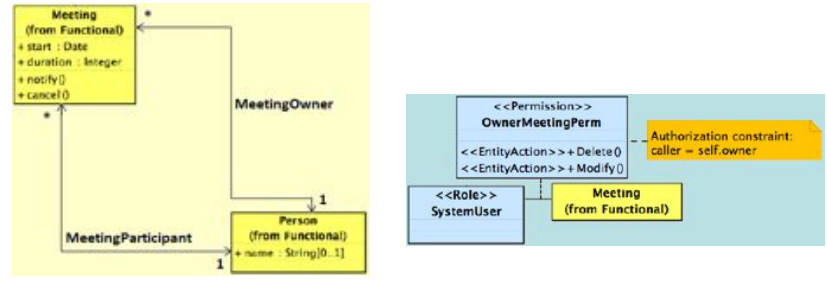 Meeting
(from Functional)
+ start : Date
+ duration : Integer
+ notify()
+ cancel()
*
*
MeetingOwner
1
Person
(from Functional)
+ name : String[0..1]
MeetingParticipant
1
<<Permission>>
OwnerMeetingPerm
<<EntityAction>>+Delete()
<<EntityAction>>+Modify()
Authorization constraint:
caller = self.owner
<<Role>>
SystemUser
Meeting
(from Functional)